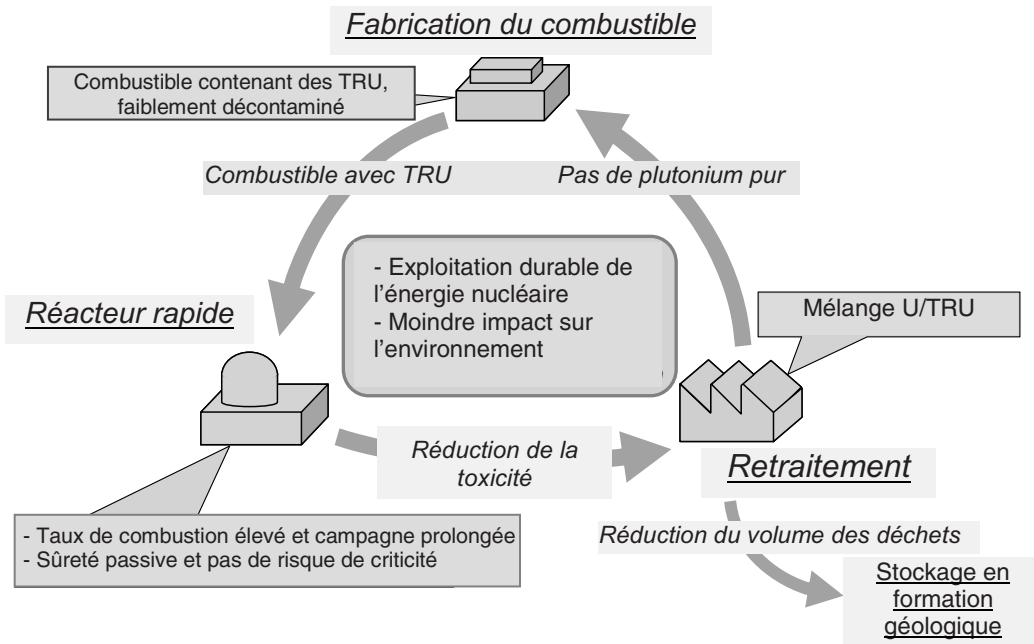 Fabrication du combustible
Combustible contenant des TRU,
faiblement décontaminé
Combustible avec TRU
Pas de plutonium pur
- Exploitation durable de
l'énergie nucléaire
- Moindre impact sur
l'environnement
Réacteur rapide
Mélange U/TRU
Réduction de la
toxicité
Retraitement
- Taux de combustion élevé et campagne prolongée
- Sûreté passive et pas de risque de criticité
Réduction du volume des déchets
Stockage en
formation
géologique